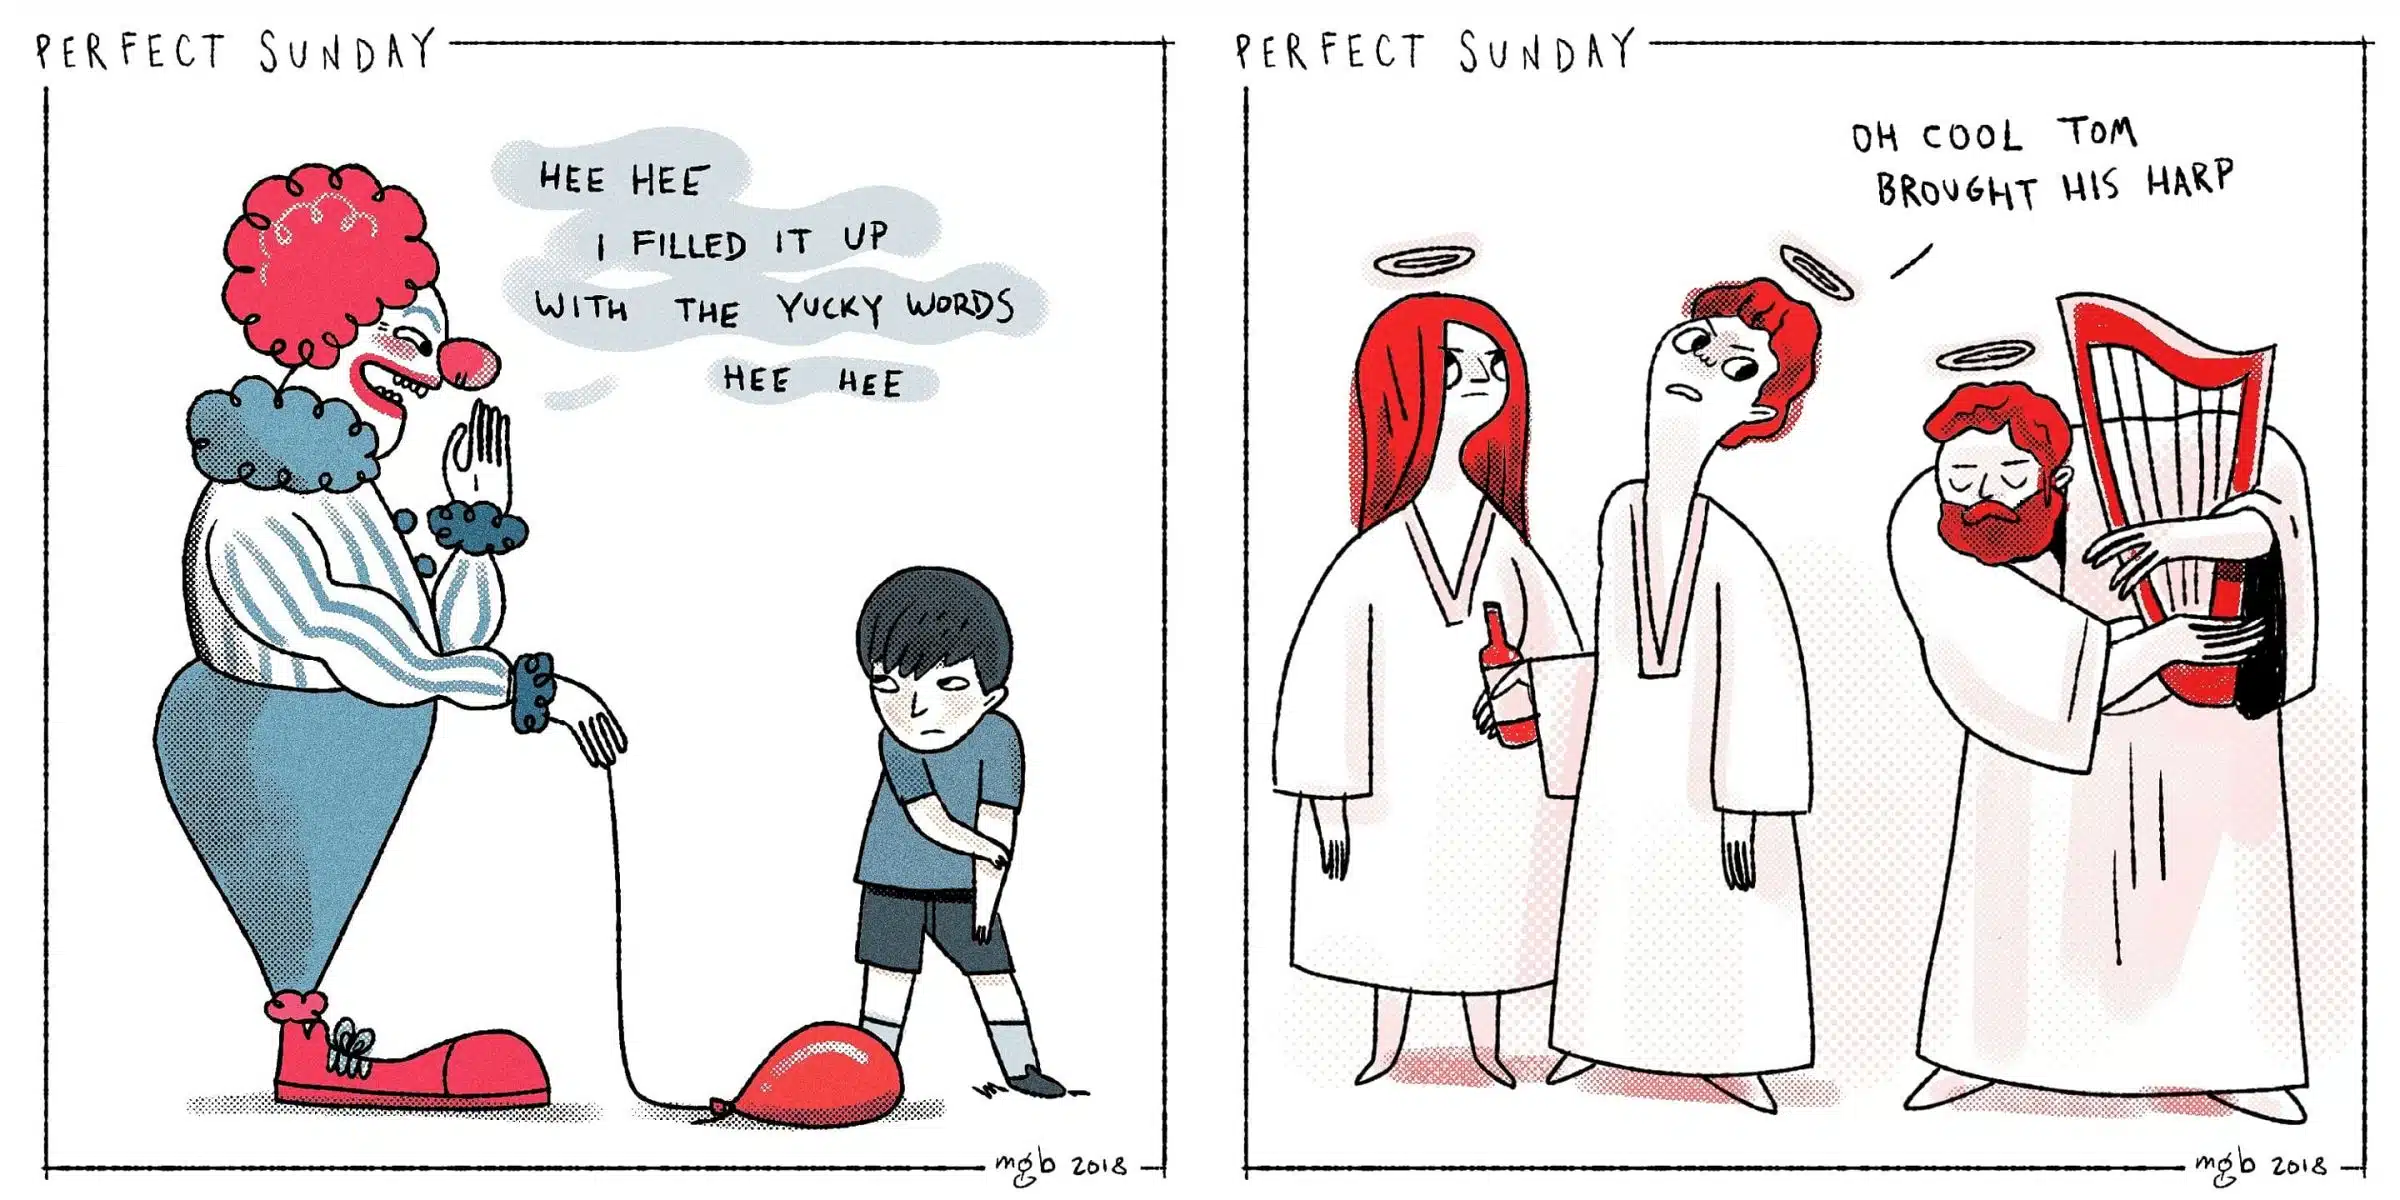 PERFECT SUNDAY
HEE HEE
I FILLED IT UP
WITH THE YUCKY WORDS
HEE HEE
mgb 2018
PERFECT SUNDAY
OH COOL TOM
BROUGHT HIS HARP
mgb 2018